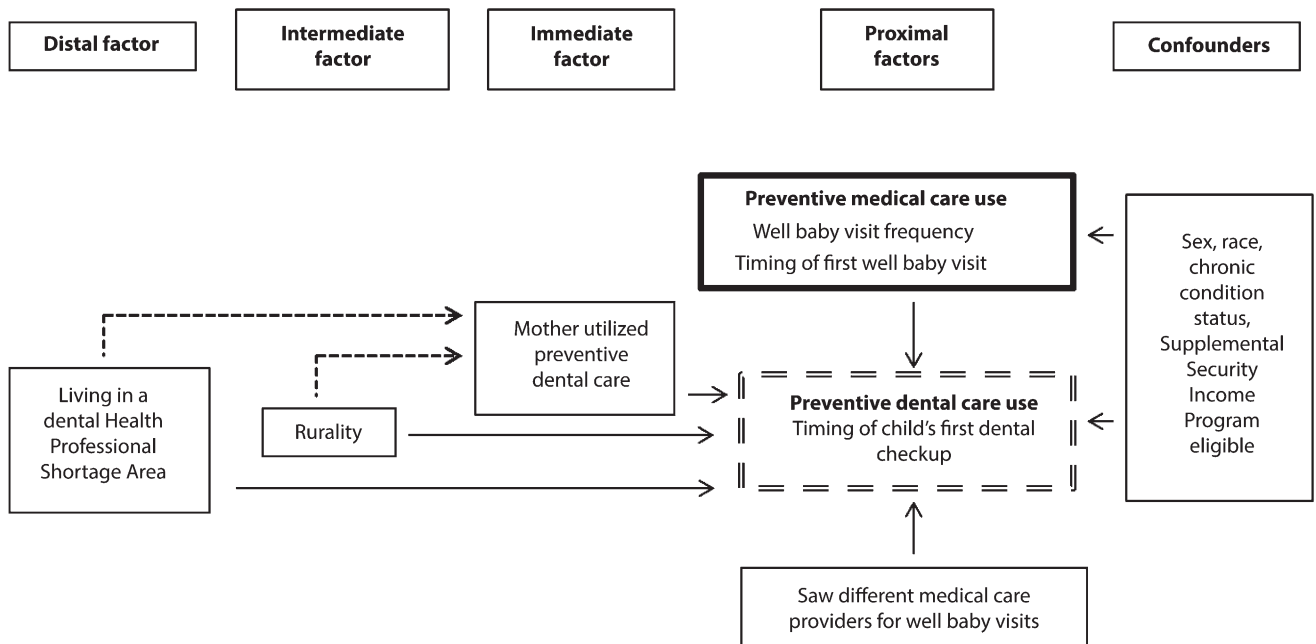 Distal factor
Intermediate
factor
Immediate
factor
Proximal
factors
Confounders
Preventive medical care use
Well baby visit frequency
Timing of first well baby visit
Sex, race,
chronic
condition
status,
Supplemental
Security
Income
Program
eligible
Mother utilized
preventive
dental care
Living in a
dental Health
Professional
Shortage Area
Rurality
Preventive dental care use
Timing of child's first dental
checkup
Saw different medical care
providers for well baby visits